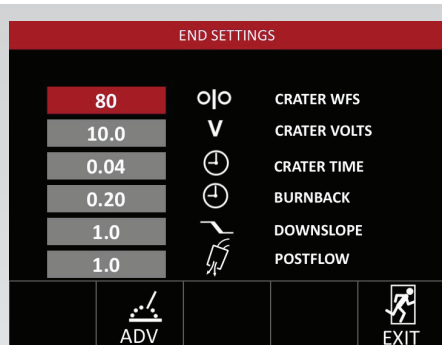 END SETTINGS
80 CRATER WFS
10.0 V CRATER VOLTS
0.04 CRATER TIME
0.20 BURNBACK
1.0 DOWNSLOPE
1.0 POSTFLOW
ADV EXIT